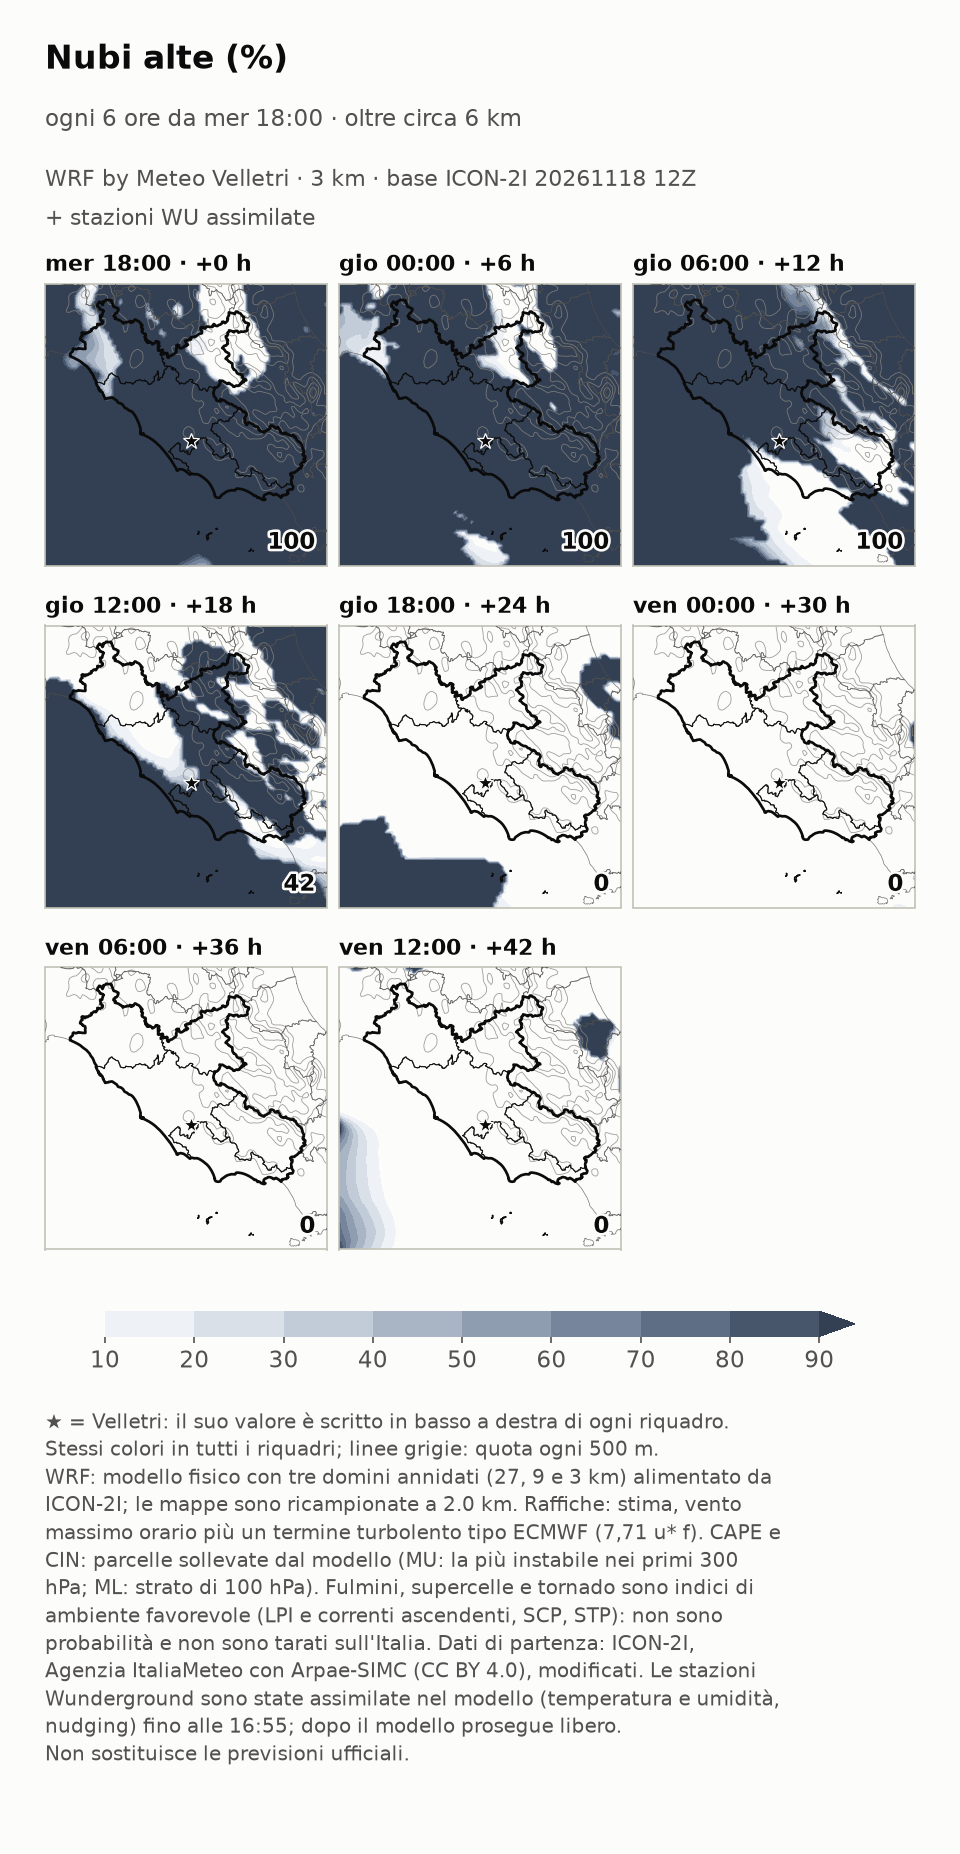 Nubi alte (%)
ogni 6 ore da mer 18:00 · oltre circa 6 km
WRF by Meteo Velletri · 3 km · base ICON-2I 20261118 12Z
+ stazioni WU assimilate
mer 18:00 · +0 h
gio 00:00 · +6 h
gio 06:00 · +12 h
100
100
100
gio 12:00 · +18 h
gio 18:00 · +24 h
ven 00:00 · +30 h
42
0
0
ven 06:00 · +36 h
ven 12:00 · +42 h
0
0
10 20 30 40 50 60 70 80 90
★ = Velletri: il suo valore è scritto in basso a destra di ogni riquadro.
Stessi colori in tutti i riquadri; linee grigie: quota ogni 500 m.
WRF: modello fisico con tre domini annidati (27, 9 e 3 km) alimentato da
ICON-2I; le mappe sono ricampionate a 2.0 km. Raffiche: stima, vento
massimo orario più un termine turbolento tipo ECMWF (7,71 u* f). CAPE e
CIN: parcelle sollevate dal modello (MU: la più instabile nei primi 300
hPa; ML: strato di 100 hPa). Fulmini, supercelle e tornado sono indici di
ambiente favorevole (LPI e correnti ascendenti, SCP, STP): non sono
probabilità e non sono tarati sull'Italia. Dati di partenza: ICON-2I,
Agenzia ItaliaMeteo con Arpae-SIMC (CC BY 4.0), modificati. Le stazioni
Wunderground sono state assimilate nel modello (temperatura e umidità,
nudging) fino alle 16:55; dopo il modello prosegue libero.
Non sostituisce le previsioni ufficiali.